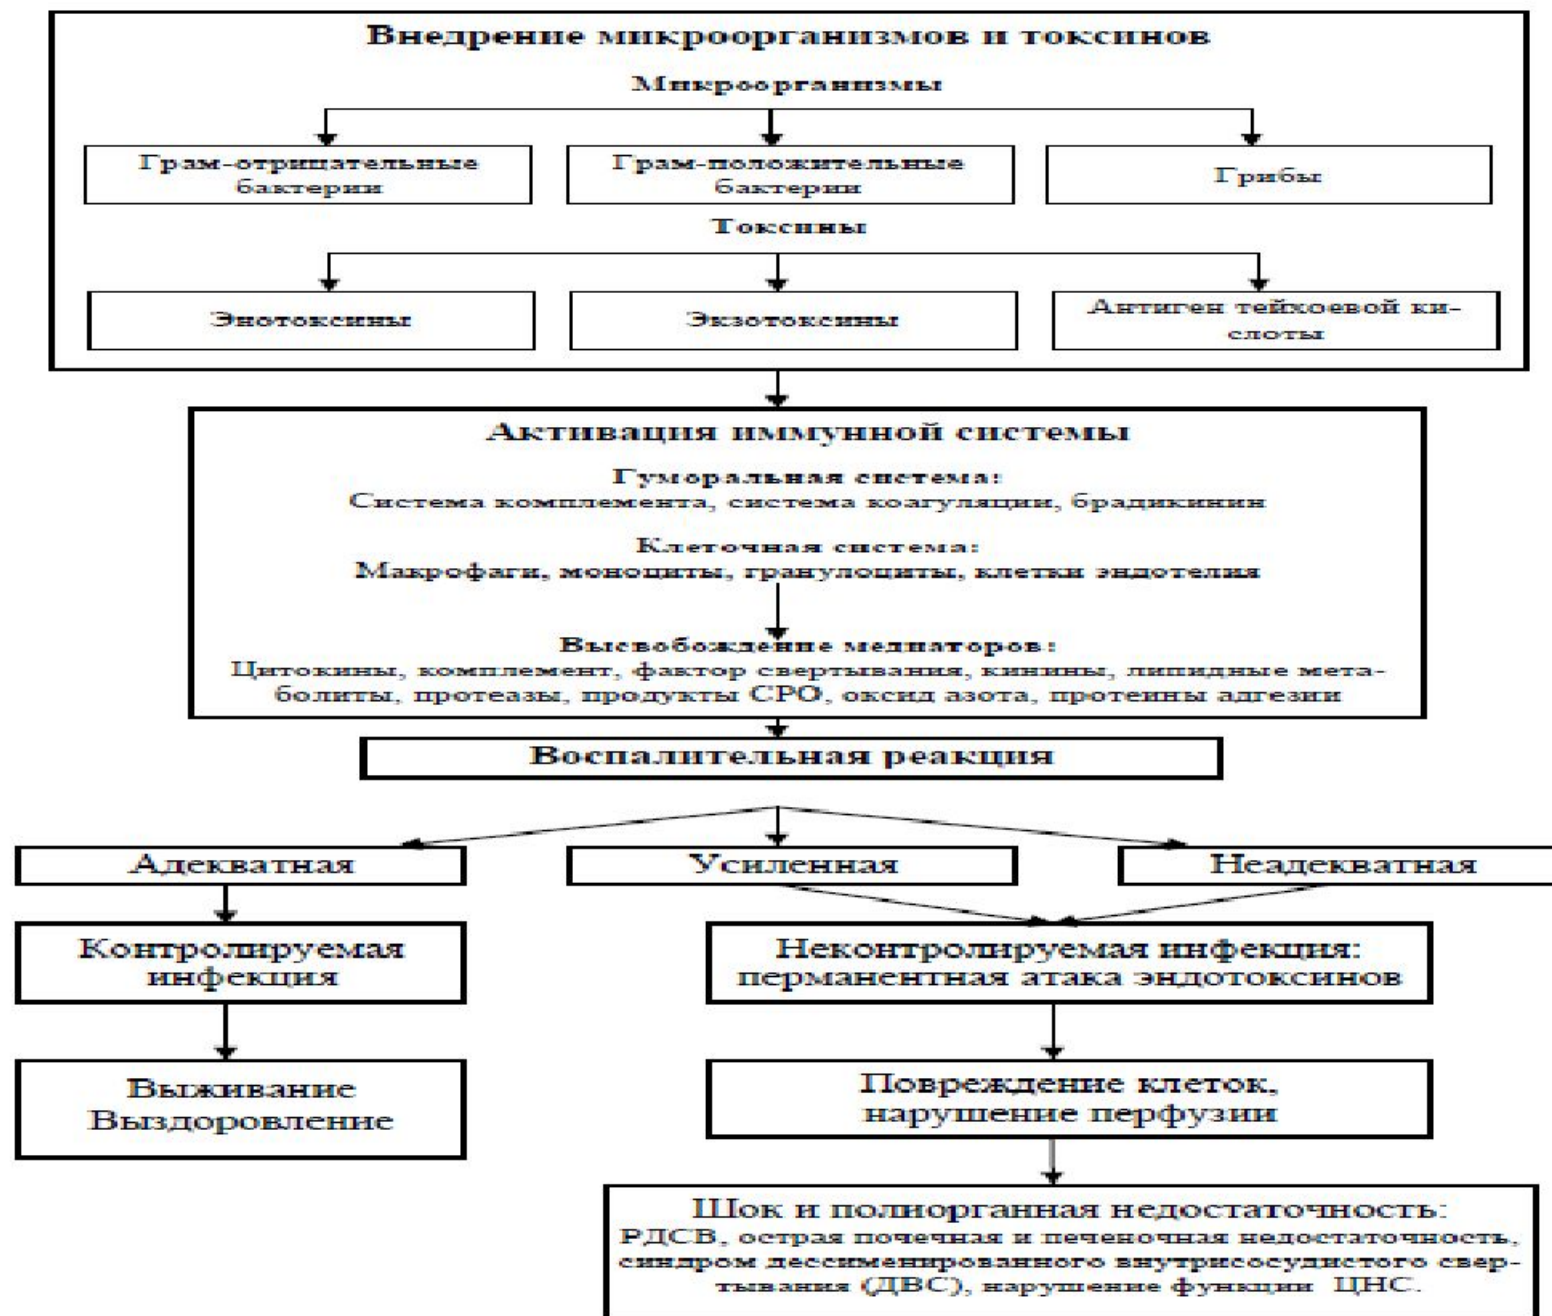 Внедрение микроорганизмов и токсинов
Микроорганизмы
Грам-отрицательные
бактерии
Грам-положительные
бактерии
Грибы
Токсины
Энотоксины
Экзотоксины
Антиген тейхоевой ки-
слоты
Активация иммунной системы
Гуморальная система:
Система комплемента, система коагуляции, брадикинин
Клеточная система:
Макрофаги, моноциты, гранулоциты, клетки эндотелия
Высвобождение медиаторов:
Цитокины, комплемент, фактор свертывания, кинины, липидные мета-
болиты, протеазы, продукты СРО, оксид азота, протеины адгезии
Воспалительная реакция
Адекватная
Усиленная
Неадекватная
Контролируемая
инфекция
Неконтролируемая инфекция:
перманентная атака эндотоксинов
Выживание
Выздоровление
Повреждение клеток,
нарушение перфузии
Шок и полиорганная недостаточность:
РДСВ, острая почечная и печеночная недостаточность,
синдром дессименированного внутрисосудистого свер-
тывания (ДВС), нарушение функции ЦНС.